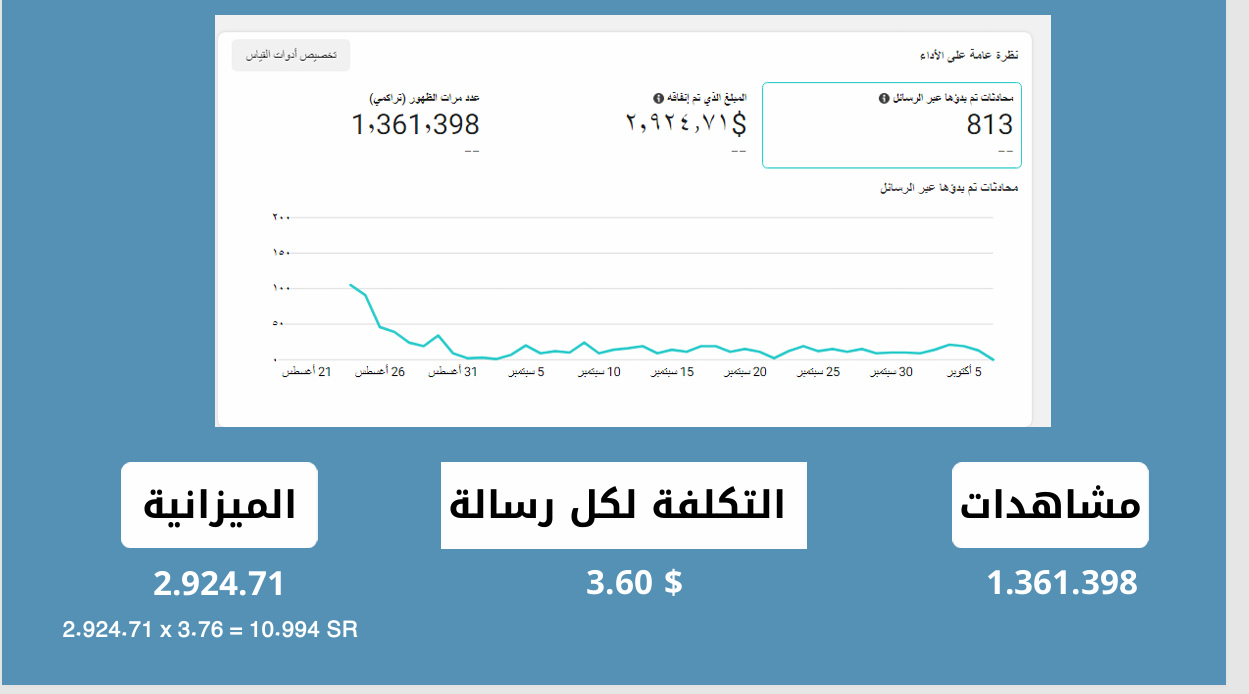 نظرة عامة على الأداء
تخصيص أدوات القياس
محادثات تم بدؤها عبر الرسائل
813
--
المبلغ الذي تم إنفاقه
٢,٩٢٤,٧١$
--
عدد مرات الظهور (تراكمي)
1,361,398
--
محادثات تم بدؤها عبر الرسائل
٢٠٠
١٥٠
١٠٠
٥٠
٠
21 أغسطس
26 أغسطس
31 أغسطس
5 سبتمبر
10 سبتمبر
15 سبتمبر
20 سبتمبر
25 سبتمبر
30 سبتمبر
5 أكتوبر
مشاهدات
1.361.398
التكلفة لكل رسالة
3.60 $
الميزانية
2.924.71
2.924.71 x 3.76 = 10.994 SR